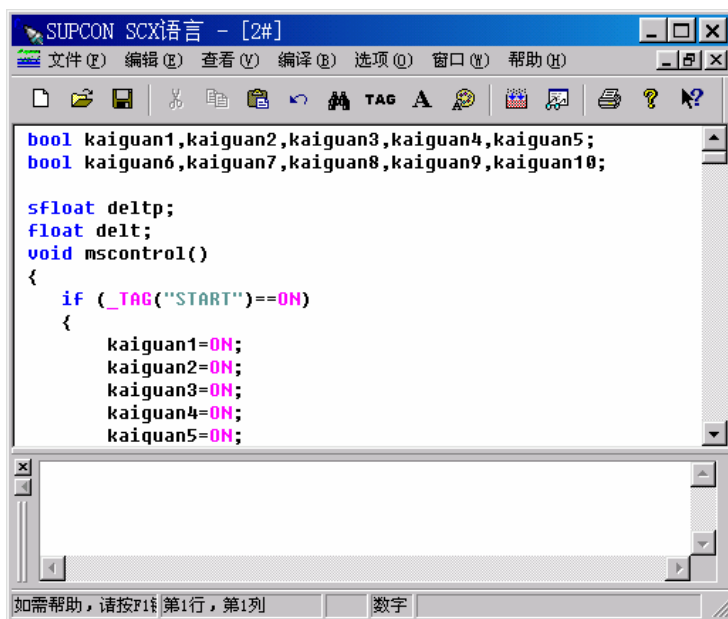 SUPCON SCX语言 - [2#]
文件(F) 编辑(E) 查看(V) 编译(B) 选项(O) 窗口(W) 帮助(H)
TAG A
bool kaiguan1,kaiguan2,kaiguan3,kaiguan4,kaiguan5;
bool kaiguan6,kaiguan7,kaiguan8,kaiguan9,kaiguan10;
sfloat deltp;
float delt;
void mscontrol()
{
if (_TAG("START")==ON)
{
kaiguan1=ON;
kaiguan2=ON;
kaiguan3=ON;
kaiguan4=ON;
kaiguan5=ON;
如需帮助，请按F1 第1行，第1列 数字